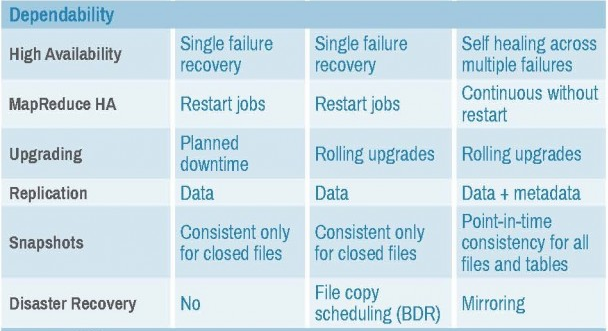 Dependability
High Availability
Single failure
recovery
Single failure
recovery
Self healing across
multiple failures
MapReduce HA
Restart jobs
Restart jobs
Continuous without
restart
Upgrading
Planned
downtime
Rolling upgrades
Rolling upgrades
Replication
Data
Data
Data + metadata
Snapshots
Consistent only
for closed files
Consistent only
for closed files
Point-in-time
consistency for all
files and tables
Disaster Recovery
No
File copy
scheduling (BDR)
Mirroring